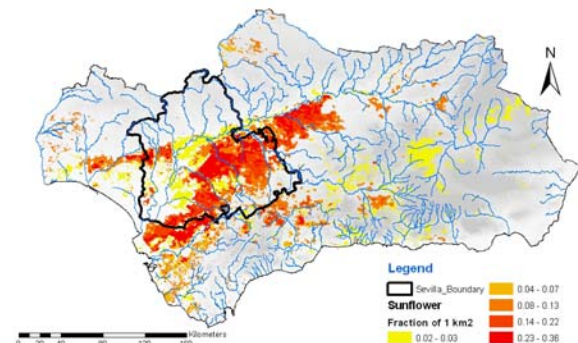 N
Legend
Sevilla_Boundary
Sunflower
Fraction of 1 km2
0.02 - 0.03
0.04 - 0.07
0.08 - 0.13
0.14 - 0.22
0.23 - 0.36
Kilometers